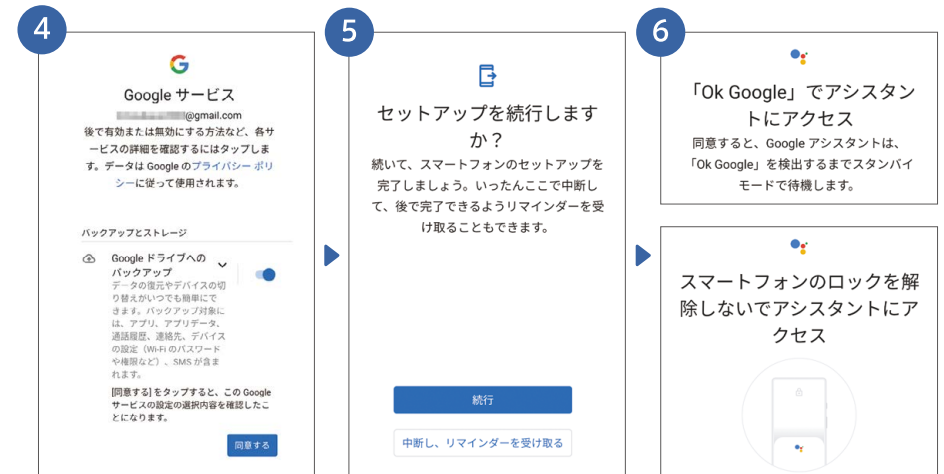 4
Google サービス
@gmail.com
後で有効または無効にする方法など、各サ
ービスの詳細を確認するにはタップしま
す。データは Google のプライバシー ポリ
シーに従って使用されます。
バックアップとストレージ
Google ドライブへの
バックアップ
データの復元やデバイスの切
り替えがいつでも簡単にで
きます。バックアップ対象に
は、アプリ、アプリデータ、
通話履歴、連絡先、デバイス
の設定（Wi-Fi のパスワード
や権限など）、SMS が含ま
れます。
[同意する] をタップすると、この Google
サービスの設定の選択内容を確認したこ
とになります。
同意する
5
セットアップを続行します
か？
続いて、スマートフォンのセットアップを
完了しましょう。いったんここで中断し
て、後で完了できるようリマインダーを受
け取ることもできます。
続行
中断し、リマインダーを受け取る
6
「Ok Google」でアシスタン
トにアクセス
同意すると、Google アシスタントは、
「Ok Google」を検出するまでスタンバイ
モードで待機します。
スマートフォンのロックを解
除しないでアシスタントにア
クセス